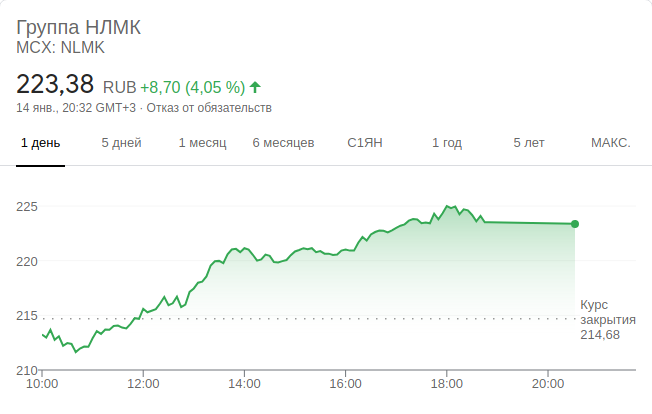 Группа НЛМК
MCX: NLMK
223,38 RUB +8,70 (4,05 %)
14 янв., 20:32 GMT+3 · Отказ от обязательств
1 день 5 дней 1 месяц 6 месяцев С1ЯН 1 год 5 лет МАКС.
225
220
215
210
Курс
закрытия
214,68
10:00 12:00 14:00 16:00 18:00 20:00